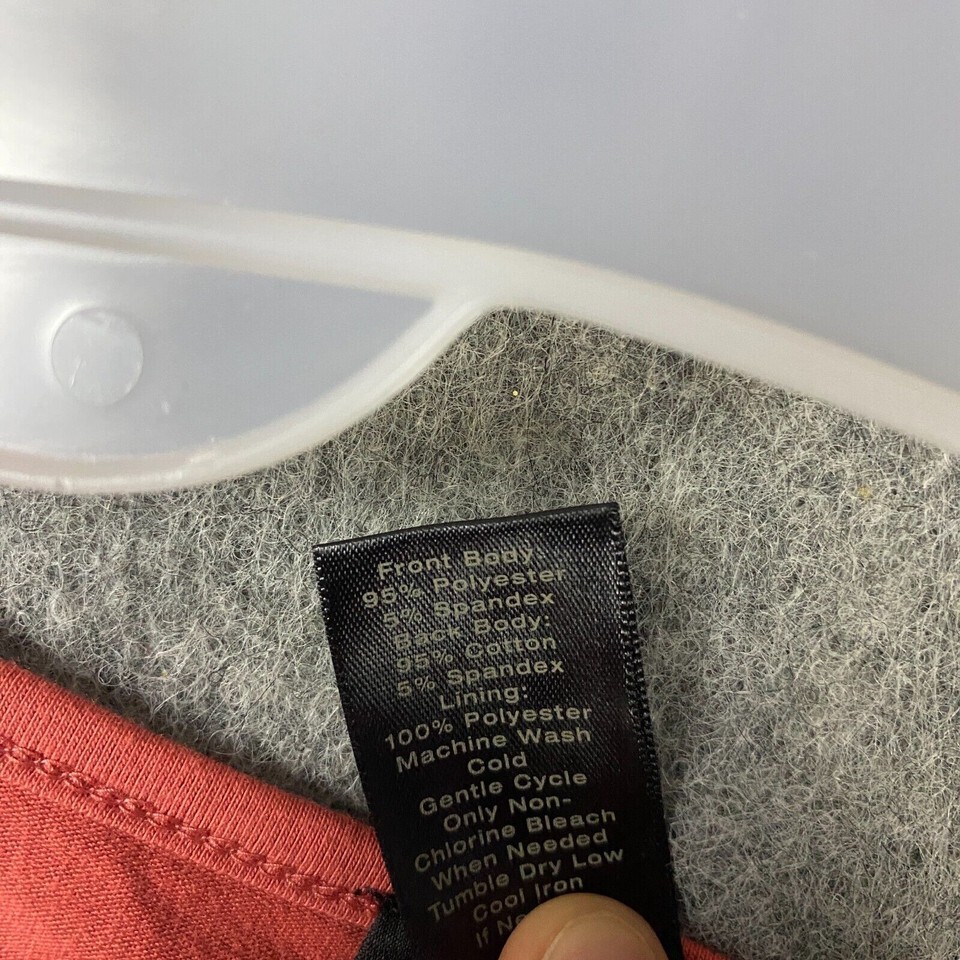 Front Body
95% Polyester
5% Spandex
Back Body:
95% Cotton
5% Spandex
Lining:
100% Polyester
Machine Wash
Cold
Gentle Cycle
Only Non-
Chlorine Bleach
When Needed
Tumble Dry Low
Cool Iron
If